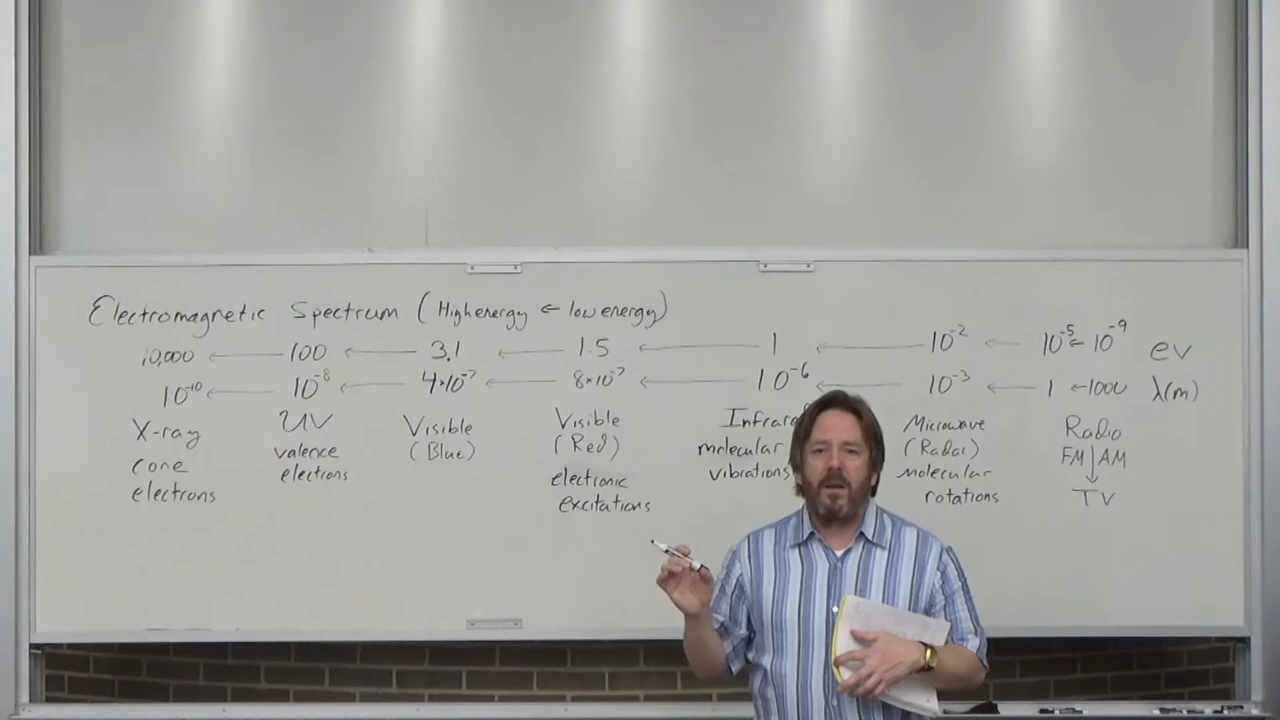 Electromagnetic Spectrum (High energy ← low energy)
10,000 ← 100 ← 3.1 ← 1.5 ← 1 ← 10⁻² ← 10⁻⁵ ← 10⁻⁹ ev
10⁻¹⁰ ← 10⁻⁸ ← 4×10⁻⁷ ← 8×10⁻⁷ ← 10⁻⁶ ← 10⁻³ ← 1 ← 1000 λ(m)
X-ray UV Visible Visible Infrare Microwave Radio
core valence (Blue) (Red) molecular (Radar) FM↓AM
electrons electrons electronic vibrations molecular TV
excitations rotations